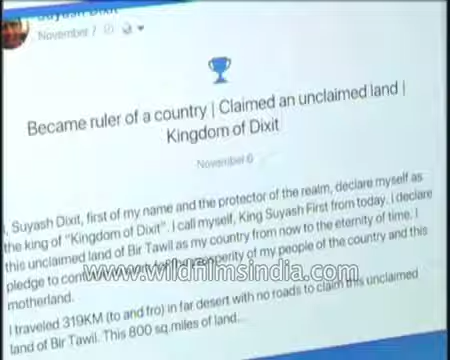 Suyash Dixit
November 7
Became ruler of a country | Claimed an unclaimed land |
Kingdom of Dixit
November 6
I, Suyash Dixit, first of my name and the protector of the realm, declare myself as
the king of "Kingdom of Dixit". I call myself, King Suyash First from today. I declare
this unclaimed land of Bir Tawil as my country from now to the eternity of time. I
pledge to prosperity of my people of the country and this
www.wildfilmsindia.com
motherland.
I traveled 319KM (to and fro) in far desert with no roads to claim this unclaimed
land of Bir Tawil. This 800 sq.miles of land...